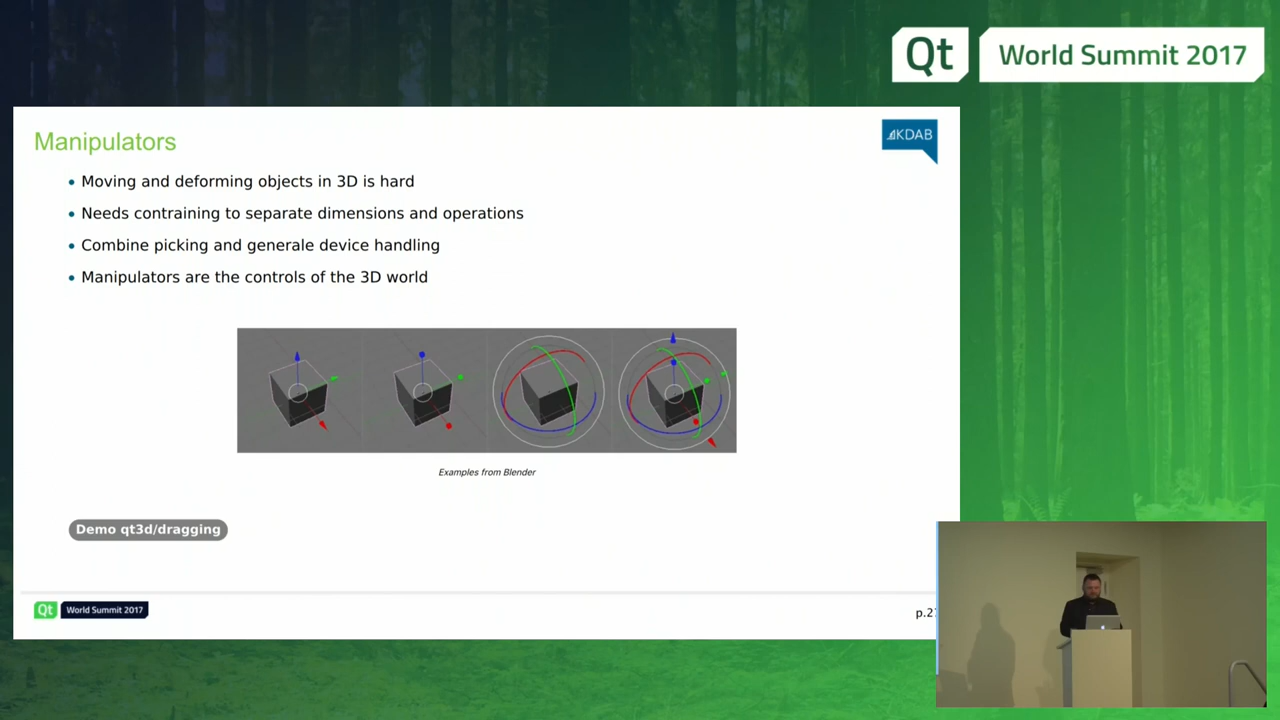 Qt World Summit 2017
Manipulators
KDAB
Moving and deforming objects in 3D is hard
Needs contraining to separate dimensions and operations
Combine picking and generale device handling
Manipulators are the controls of the 3D world
Examples from Blender
Demo qt3d/dragging
Qt World Summit 2017